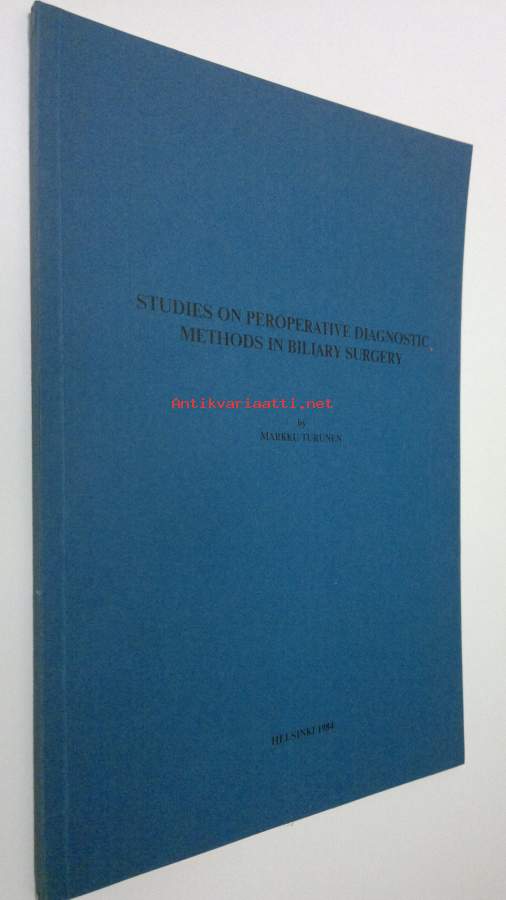 STUDIES ON PEROPERATIVE DIAGNOSTIC
METHODS IN BILIARY SURGERY
Antikvariaatti.net
by
MARKKU TURUNEN
HELSINKI 1984